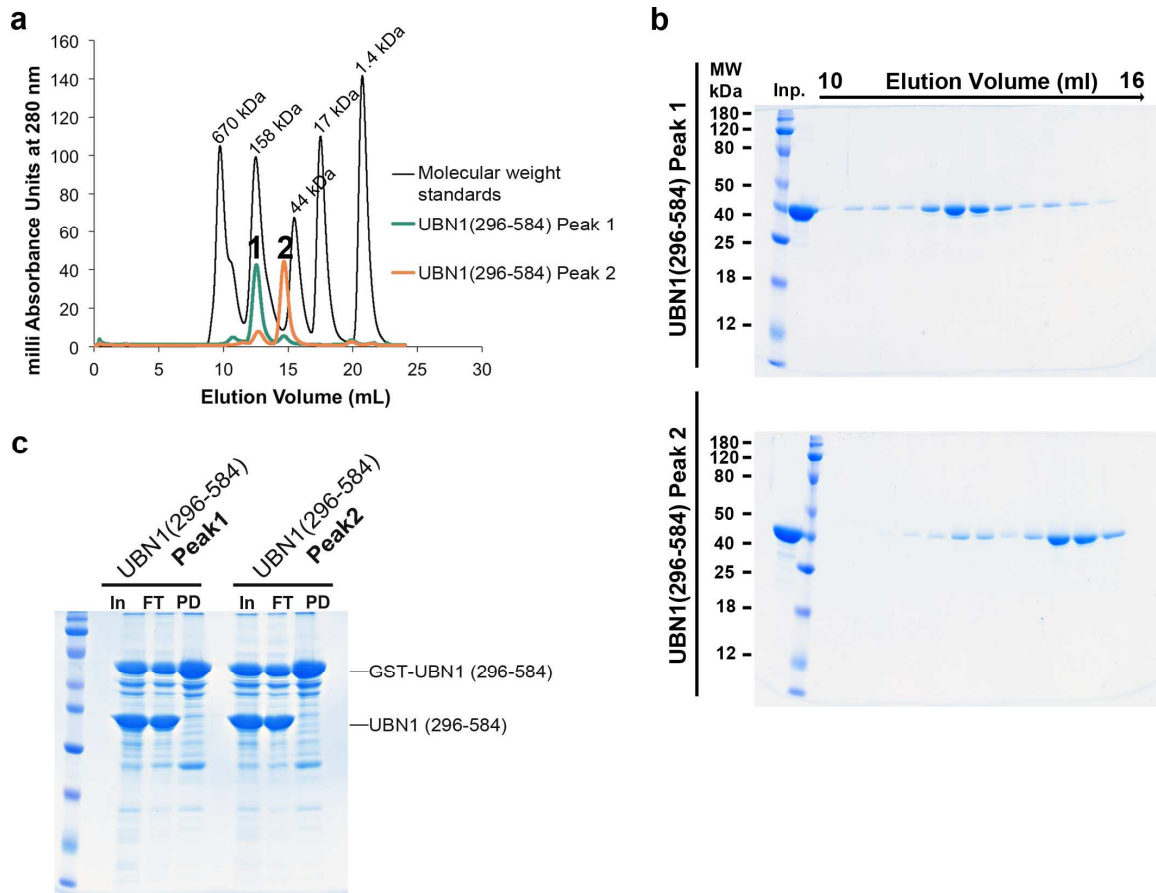 a
milli Absorbance Units at 280 nm
160
140
120
100
80
60
40
20
0
0
5
10
15
20
25
30
Elution Volume (mL)
670 kDa
158 kDa
44 kDa
17 kDa
1.4 kDa
1
2
Molecular weight
standards
UBN1(296-584) Peak 1
UBN1(296-584) Peak 2
b
UBN1(296-584) Peak 1
MW
kDa
Inp.
10 Elution Volume (ml) 16
180
120
80
50
40
25
18
12
UBN1(296-584) Peak 2
180
120
80
50
40
25
18
12
c
UBN1(296-584)
Peak1
UBN1(296-584)
Peak2
In FT PD In FT PD
GST-UBN1 (296-584)
UBN1 (296-584)